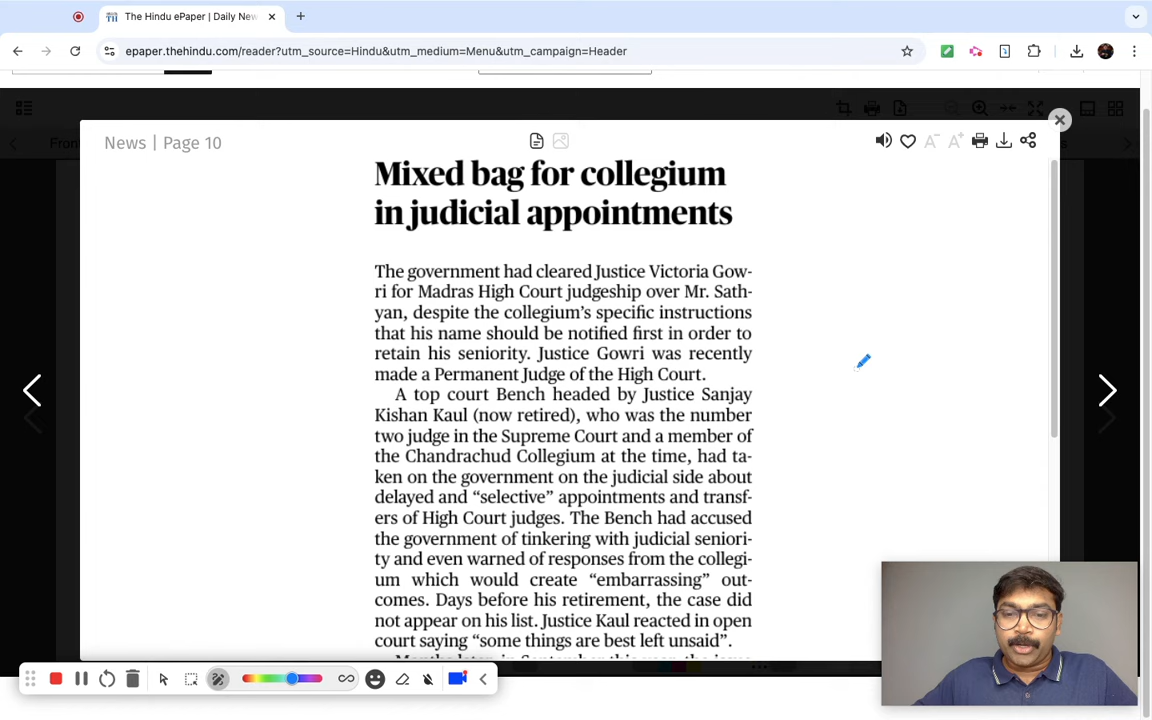 The Hindu ePaper | Daily New
epaper.thehindu.com/reader?utm_source=Hindu&utm_medium=Menu&utm_campaign=Header
News | Page 10
A- A+
Mixed bag for collegium
in judicial appointments
The government had cleared Justice Victoria Gow-
ri for Madras High Court judgeship over Mr. Sath-
yan, despite the collegium’s specific instructions
that his name should be notified first in order to
retain his seniority. Justice Gowri was recently
made a Permanent Judge of the High Court.
A top court Bench headed by Justice Sanjay
Kishan Kaul (now retired), who was the number
two judge in the Supreme Court and a member of
the Chandrachud Collegium at the time, had ta-
ken on the government on the judicial side about
delayed and “selective” appointments and transf-
ers of High Court judges. The Bench had accused
the government of tinkering with judicial seniori-
ty and even warned of responses from the collegi-
um which would create “embarrassing” out-
comes. Days before his retirement, the case did
not appear on his list. Justice Kaul reacted in open
court saying “some things are best left unsaid”.